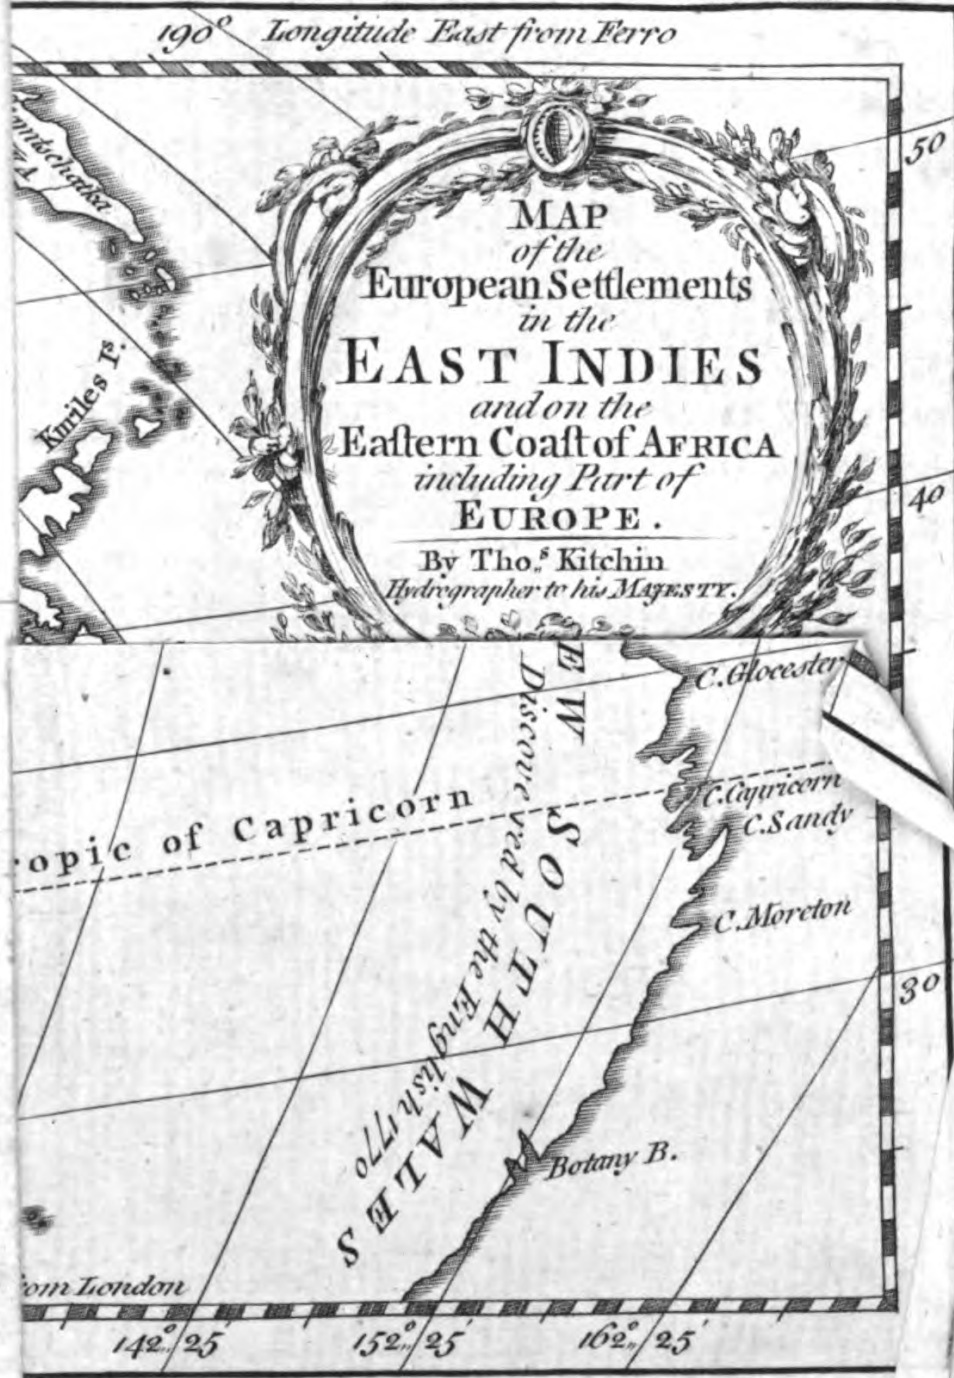 190° Longitude East from Ferro
50
MAP
of the
European Settlements
in the
EAST INDIES
and on the
Eaſtern Coaſt of AFRICA
including Part of
EUROPE.
By Tho.s Kitchin
Hydrographer to his MAJESTY.
Kuriles I.s
40
C. Glocester
C. Capricorn
C. Sandy
C. Moreton
Botany B.
EW SOUTH WALES
Discovered by the English 1770
ropic of Capricorn
30
om London
142° 25
152° 25'
162° 25'